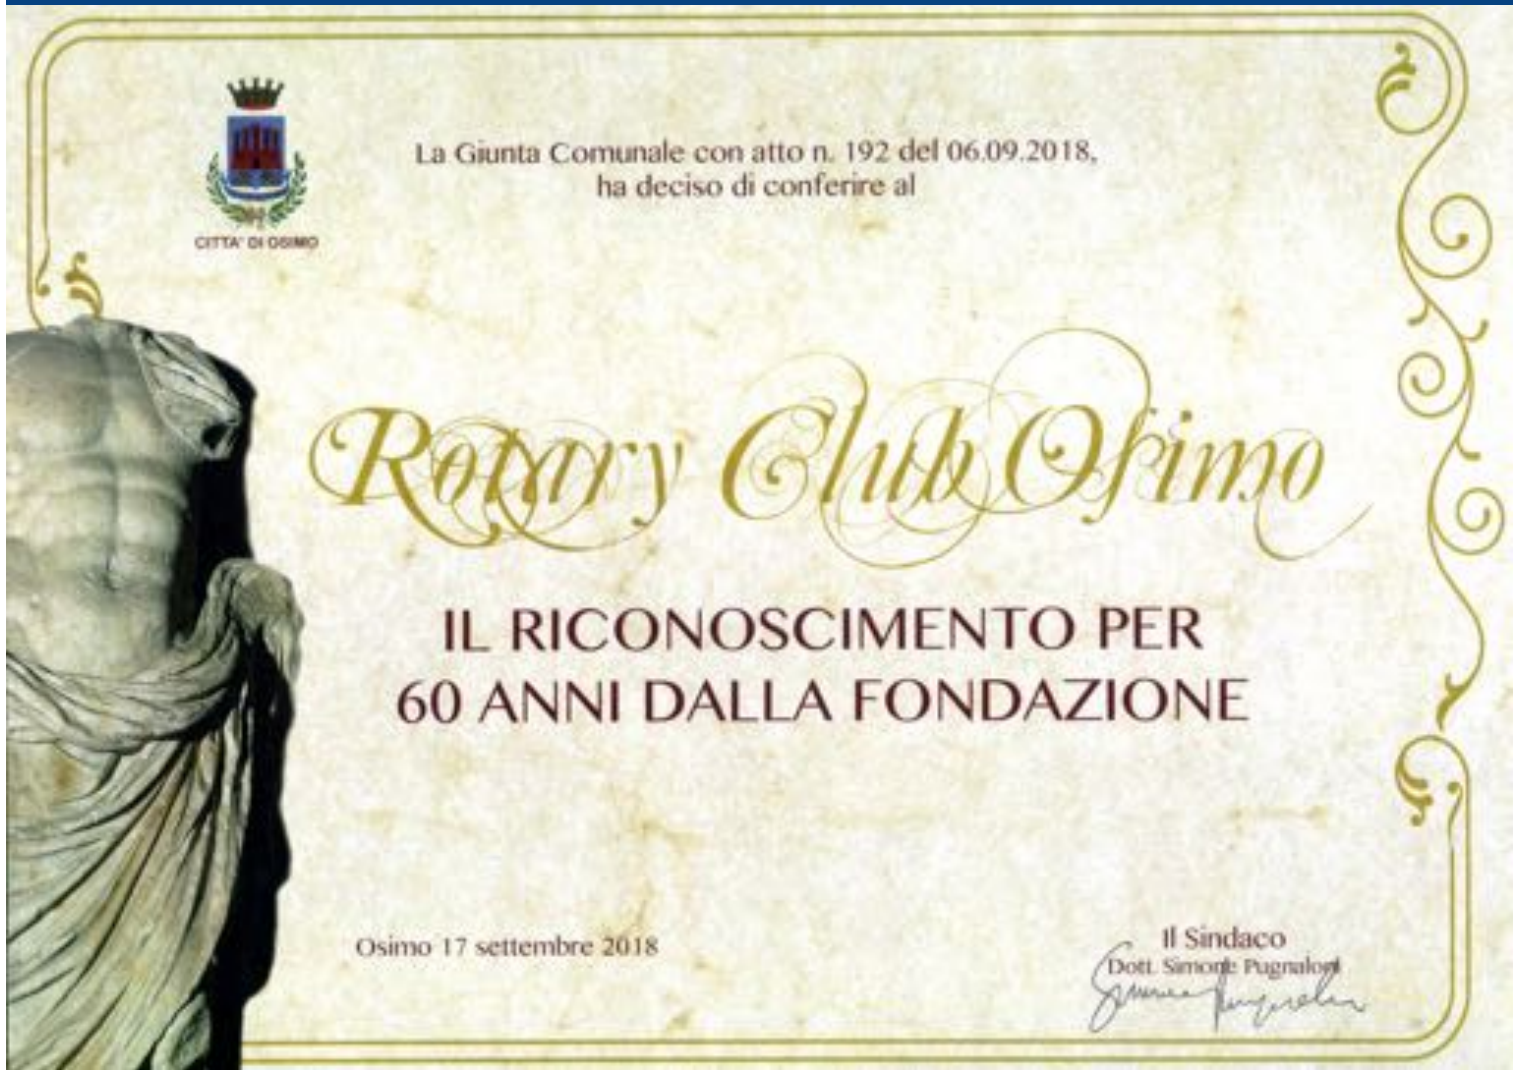 CITTA' DI OSIMO
La Giunta Comunale con atto n. 192 del 06.09.2018,
ha deciso di conferire al
Rotary Club Osimo
IL RICONOSCIMENTO PER
60 ANNI DALLA FONDAZIONE
Osimo 17 settembre 2018
Il Sindaco
Dott. Simone Pugnaloni